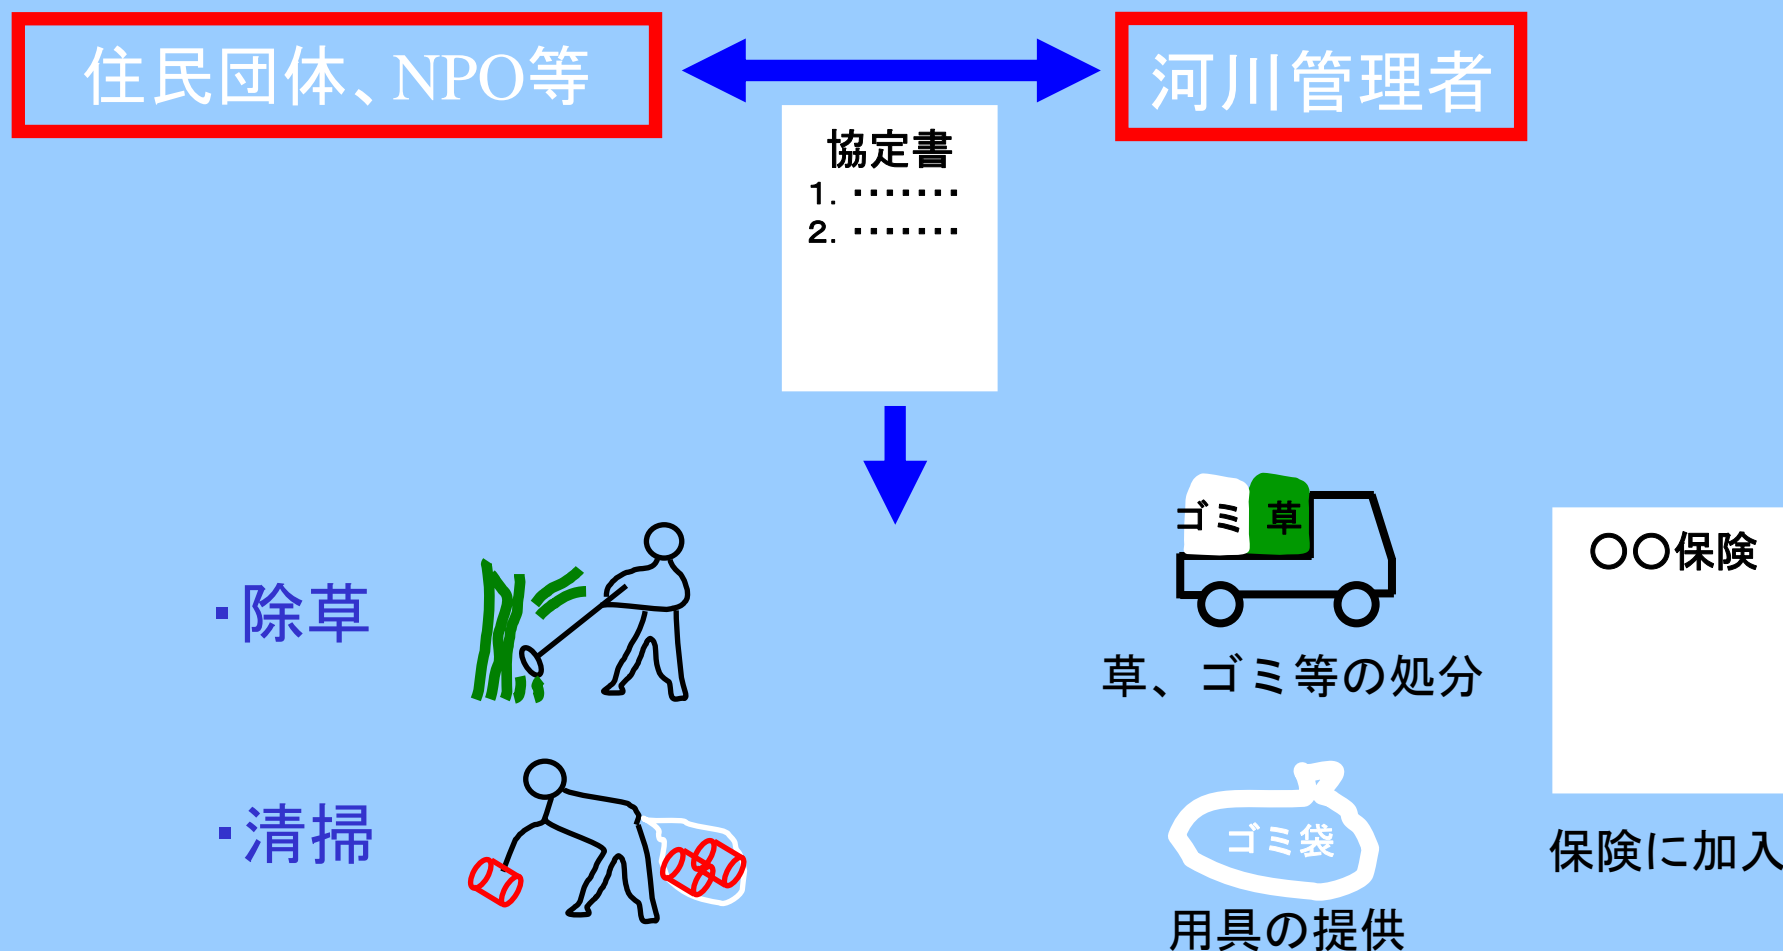 住民団体、NPO等
河川管理者
協定書
1. ・・・・・・・
2. ・・・・・・・
・除草
ゴミ 草
草、ゴミ等の処分
〇〇保険
・清掃
ゴミ袋
用具の提供
保険に加入